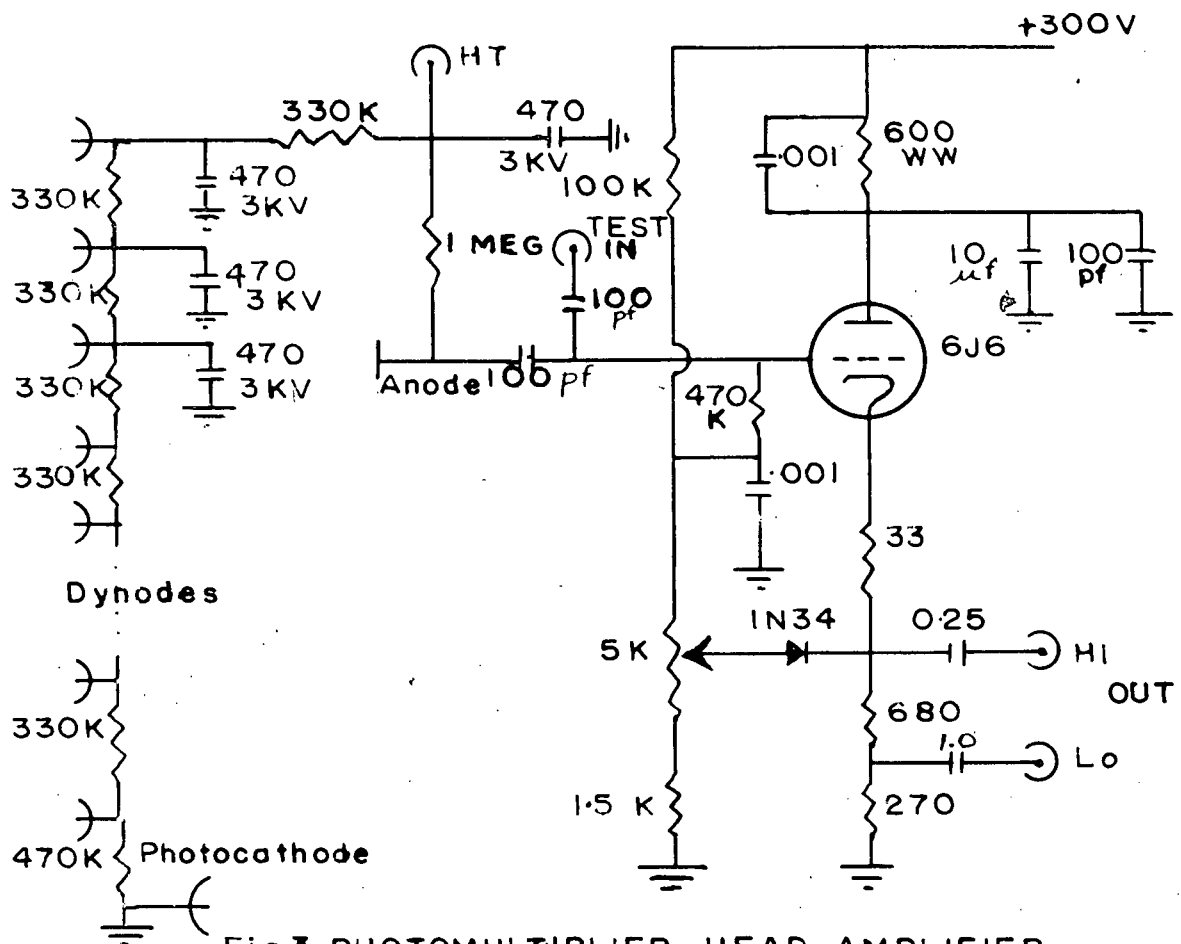 +300V
HT
330K
470
3KV
600
WW
.001
100K
330K
470
3KV
TEST
IN
1 MEG
10
µf
100
pf
330K
470
3KV
100
pf
6J6
330K
470
3KV
Anode
100 pf
470
K
330K
.001
33
Dynodes
1N34
0.25
5K
HI
OUT
680
330K
1.0
Lo
1.5 K
270
470K
Photocathode
Fig 3 PHOTOMULTIPLIER HEAD AMPLIFIER